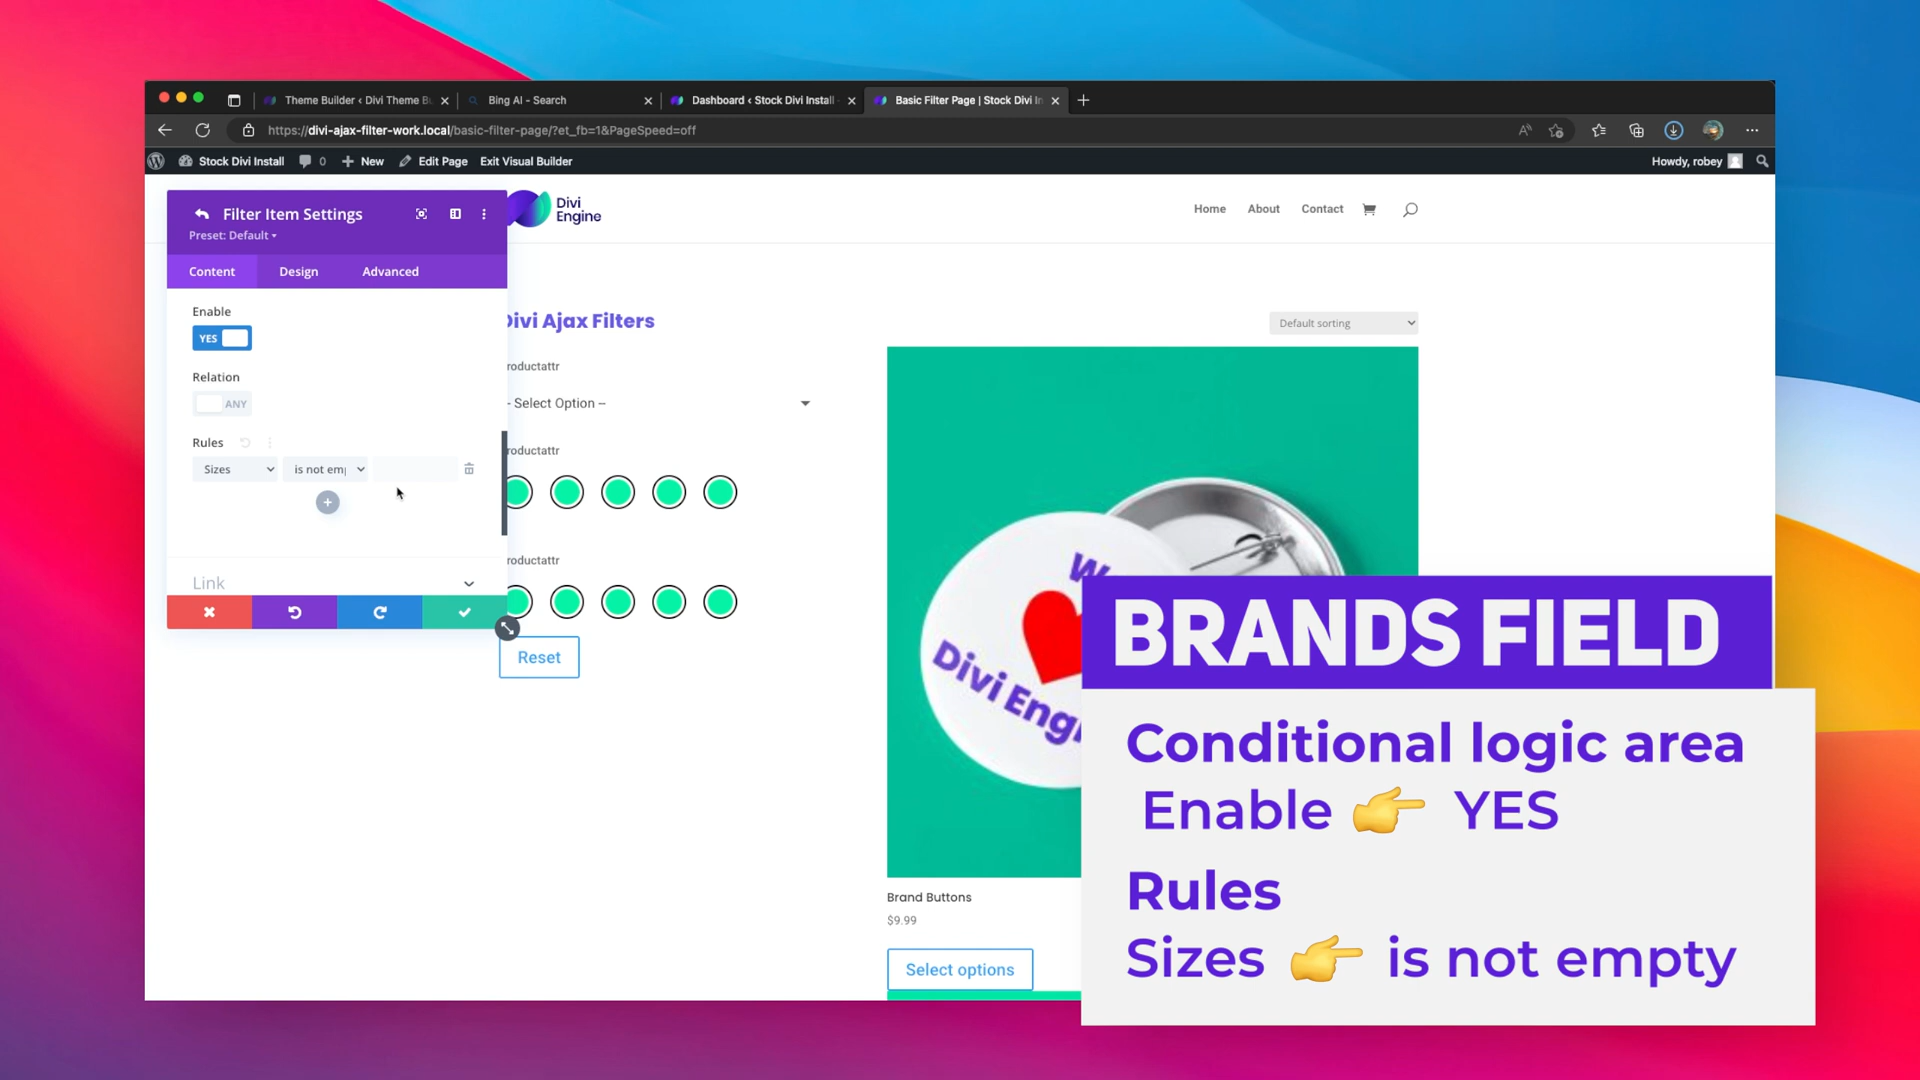 Theme Builder ‹ Divi Theme Bu
Bing AI - Search
Dashboard ‹ Stock Divi Install -
Basic Filter Page | Stock Divi In
https://divi-ajax-filter-work.local/basic-filter-page/?et_fb=1&PageSpeed=off
Stock Divi Install
0
New
Edit Page
Exit Visual Builder
Howdy, robey
Filter Item Settings
Preset: Default
Content
Design
Advanced
Enable
YES
Relation
ANY
Rules
Sizes
is not em
Link
Divi
Engine
Home
About
Contact
Divi Ajax Filters
Default sorting
roductattr
- Select Option --
roductattr
roductattr
Reset
Divi Eng
Brand Buttons
$9.99
Select options
BRANDS FIELD
Conditional logic area
Enable 👉 YES
Rules
Sizes 👉 is not empty